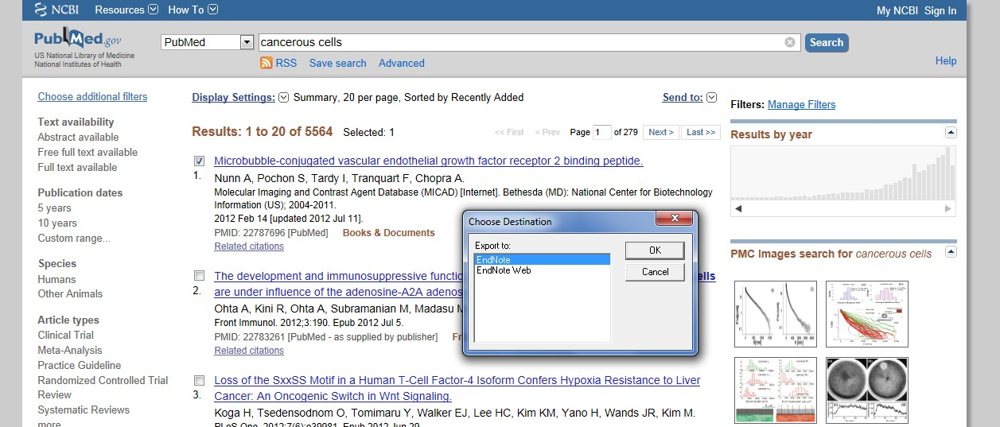 NCBI Resources How To
My NCBI Sign In
PubMed.gov
US National Library of Medicine
National Institutes of Health
PubMed
cancerous cells
Search
RSS Save search Advanced
Help
Choose additional filters
Text availability
Abstract available
Free full text available
Full text available
Publication dates
5 years
10 years
Custom range...
Species
Humans
Other Animals
Article types
Clinical Trial
Meta-Analysis
Practice Guideline
Randomized Controlled Trial
Review
Systematic Reviews
more
Display Settings: Summary, 20 per page, Sorted by Recently Added
Send to:
Results: 1 to 20 of 5564 Selected: 1
<< First < Prev Page 1 of 279 Next > Last >>
Microbubble-conjugated vascular endothelial growth factor receptor 2 binding peptide.
1. Nunn A, Pochon S, Tardy I, Tranquart F, Chopra A.
Molecular Imaging and Contrast Agent Database (MICAD) [Internet]. Bethesda (MD): National Center for Biotechnology
Information (US); 2004-2011.
2012 Feb 14 [updated 2012 Jul 11].
PMID: 22787696 [PubMed] Books & Documents
Related citations
The development and immunosuppressive functio ells
2. are under influence of the adenosine-A2A adenos
Ohta A, Kini R, Ohta A, Subramanian M, Madasu M
Front Immunol. 2012;3:190. Epub 2012 Jul 5.
PMID: 22783261 [PubMed - as supplied by publisher] Fr
Related citations
Loss of the SxxSS Motif in a Human T-Cell Factor-4 Isoform Confers Hypoxia Resistance to Liver
3. Cancer: An Oncogenic Switch in Wnt Signaling.
Koga H, Tsedensodnom O, Tomimaru Y, Walker EJ, Lee HC, Kim KM, Yano H, Wands JR, Kim M.
PLoS One. 2012;7(6):e39981. Epub 2012 Jun 29.
Choose Destination
Export to:
EndNote
EndNote Web
OK
Cancel
Filters: Manage Filters
Results by year
PMC Images search for cancerous cells